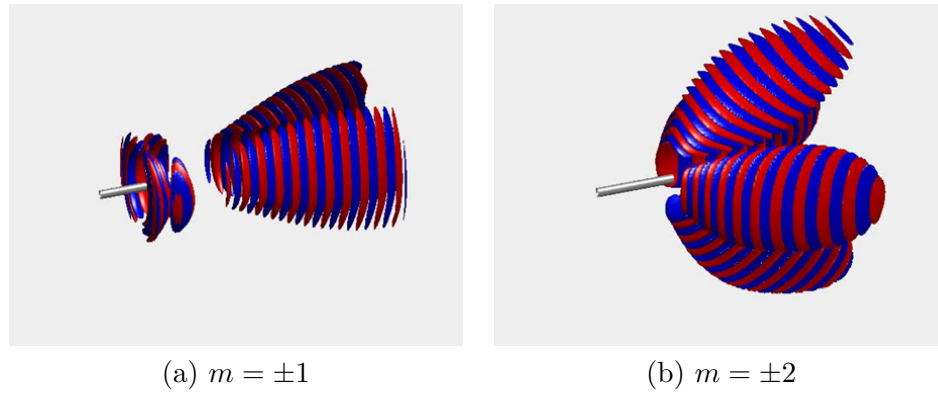 (a) m = ±1
(b) m = ±2